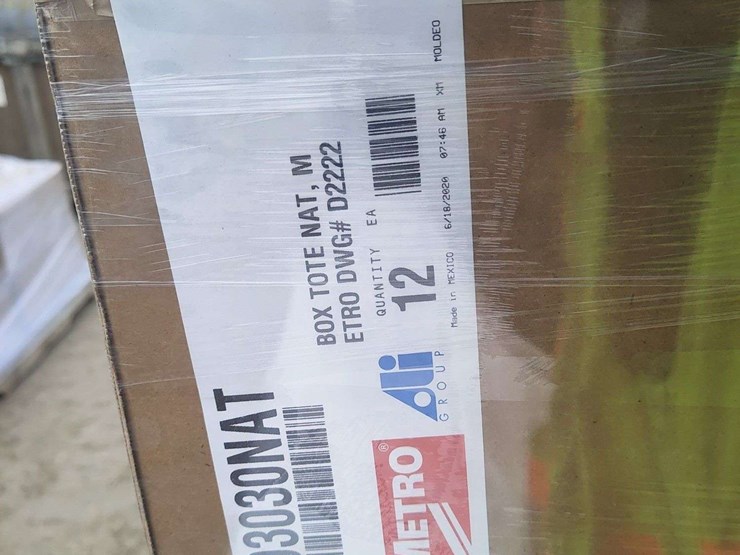 3030NAT
BOX TOTE NAT, M
ETRO DWG# D2222
QUANTITY EA
12
METRO®
Ali
GROUP
Made in MEXICO 6/18/2020 07:46 AM XM MOLDEO